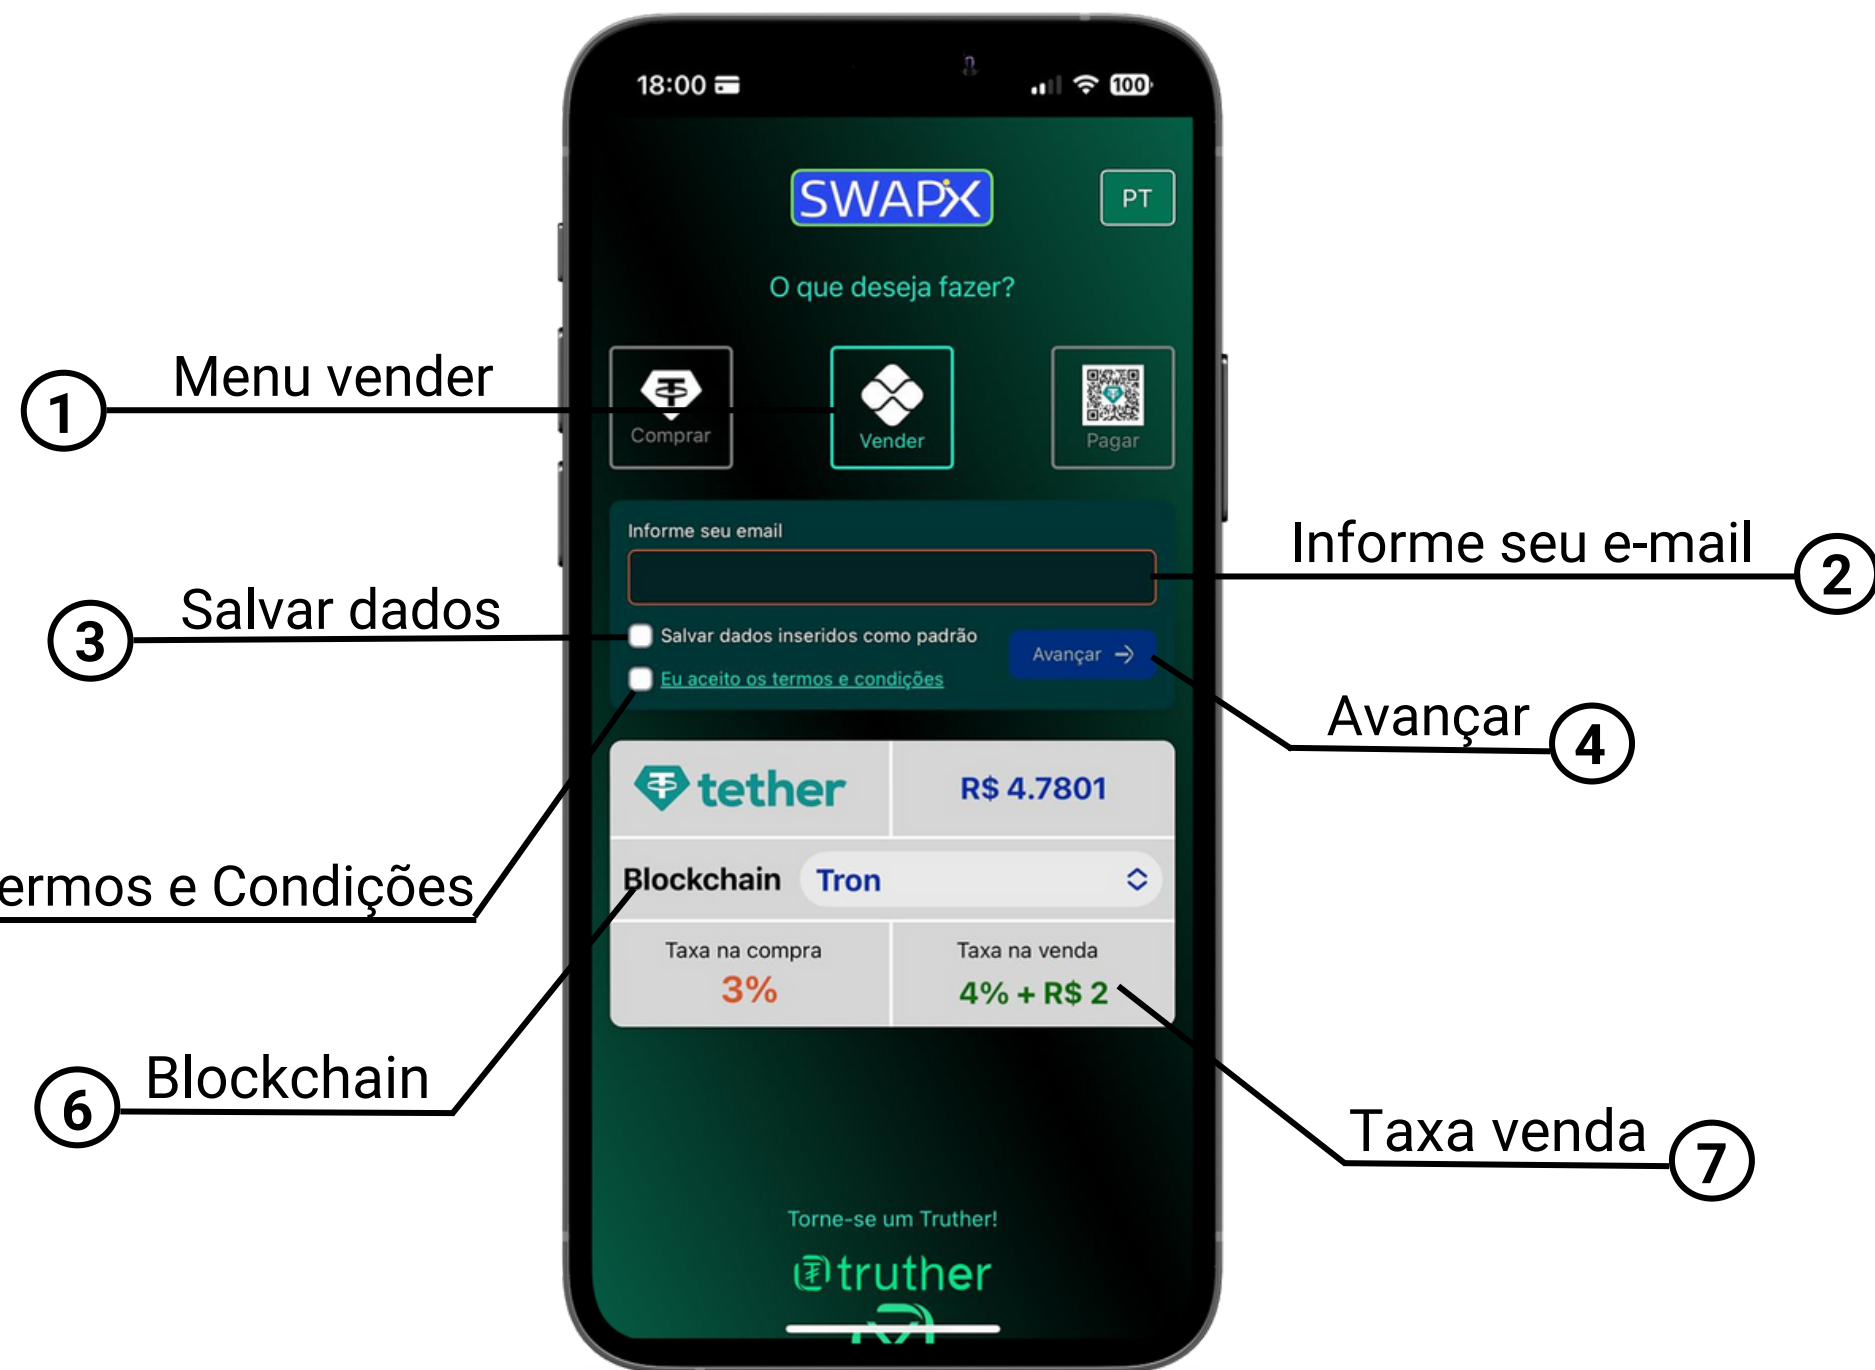 18:00
100
SWAPX
PT
O que deseja fazer?
1
Menu vender
Comprar
Vender
Pagar
Informe seu email
Informe seu e-mail
2
3
Salvar dados
Salvar dados inseridos como padrão
Avançar
Eu aceito os termos e condições
Avançar
4
tether
R$ 4.7801
ermos e Condições
Blockchain
Tron
Taxa na compra
Taxa na venda
3%
4% + R$ 2
6
Blockchain
Taxa venda
7
Torne-se um Truther!
truther